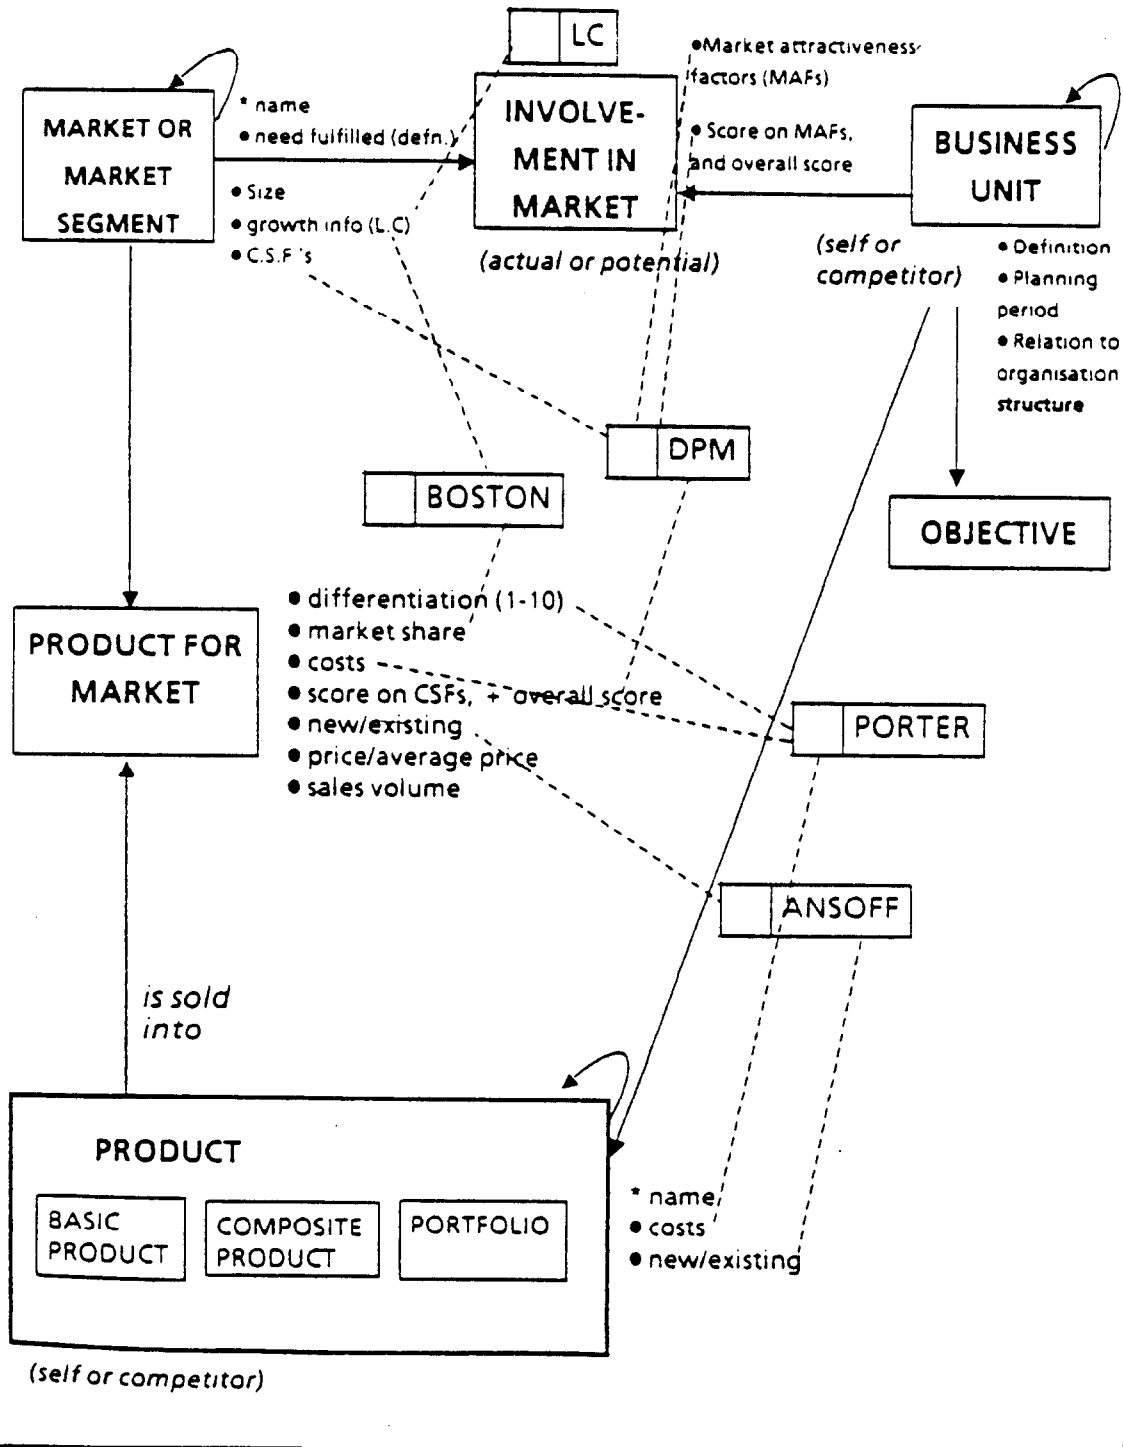 LC
MARKET OR
MARKET
SEGMENT
* name
● need fulfilled (defn.)
● Size
● growth info (L.C)
● C.S.F 's
INVOLVE-
MENT IN
MARKET
(actual or potential)
● Market attractiveness
factors (MAFs)
● Score on MAFs,
and overall score
BUSINESS
UNIT
(self or
competitor)
● Definition
● Planning
period
● Relation to
organisation
structure
DPM
BOSTON
OBJECTIVE
PRODUCT FOR
MARKET
● differentiation (1-10)
● market share
● costs
● score on CSFs, + overall score
● new/existing
● price/average price
● sales volume
PORTER
ANSOFF
is sold
into
PRODUCT
BASIC
PRODUCT
COMPOSITE
PRODUCT
PORTFOLIO
* name
● costs
● new/existing
(self or competitor)